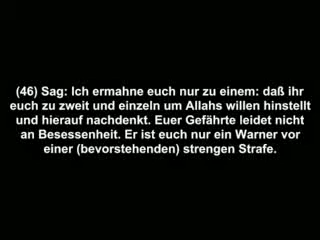 (46) Sag: Ich ermahne euch nur zu einem: daß ihr
euch zu zweit und einzeln um Allahs willen hinstellt
und hierauf nachdenkt. Euer Gefährte leidet nicht
an Besessenheit. Er ist euch nur ein Warner vor
einer (bevorstehenden) strengen Strafe.